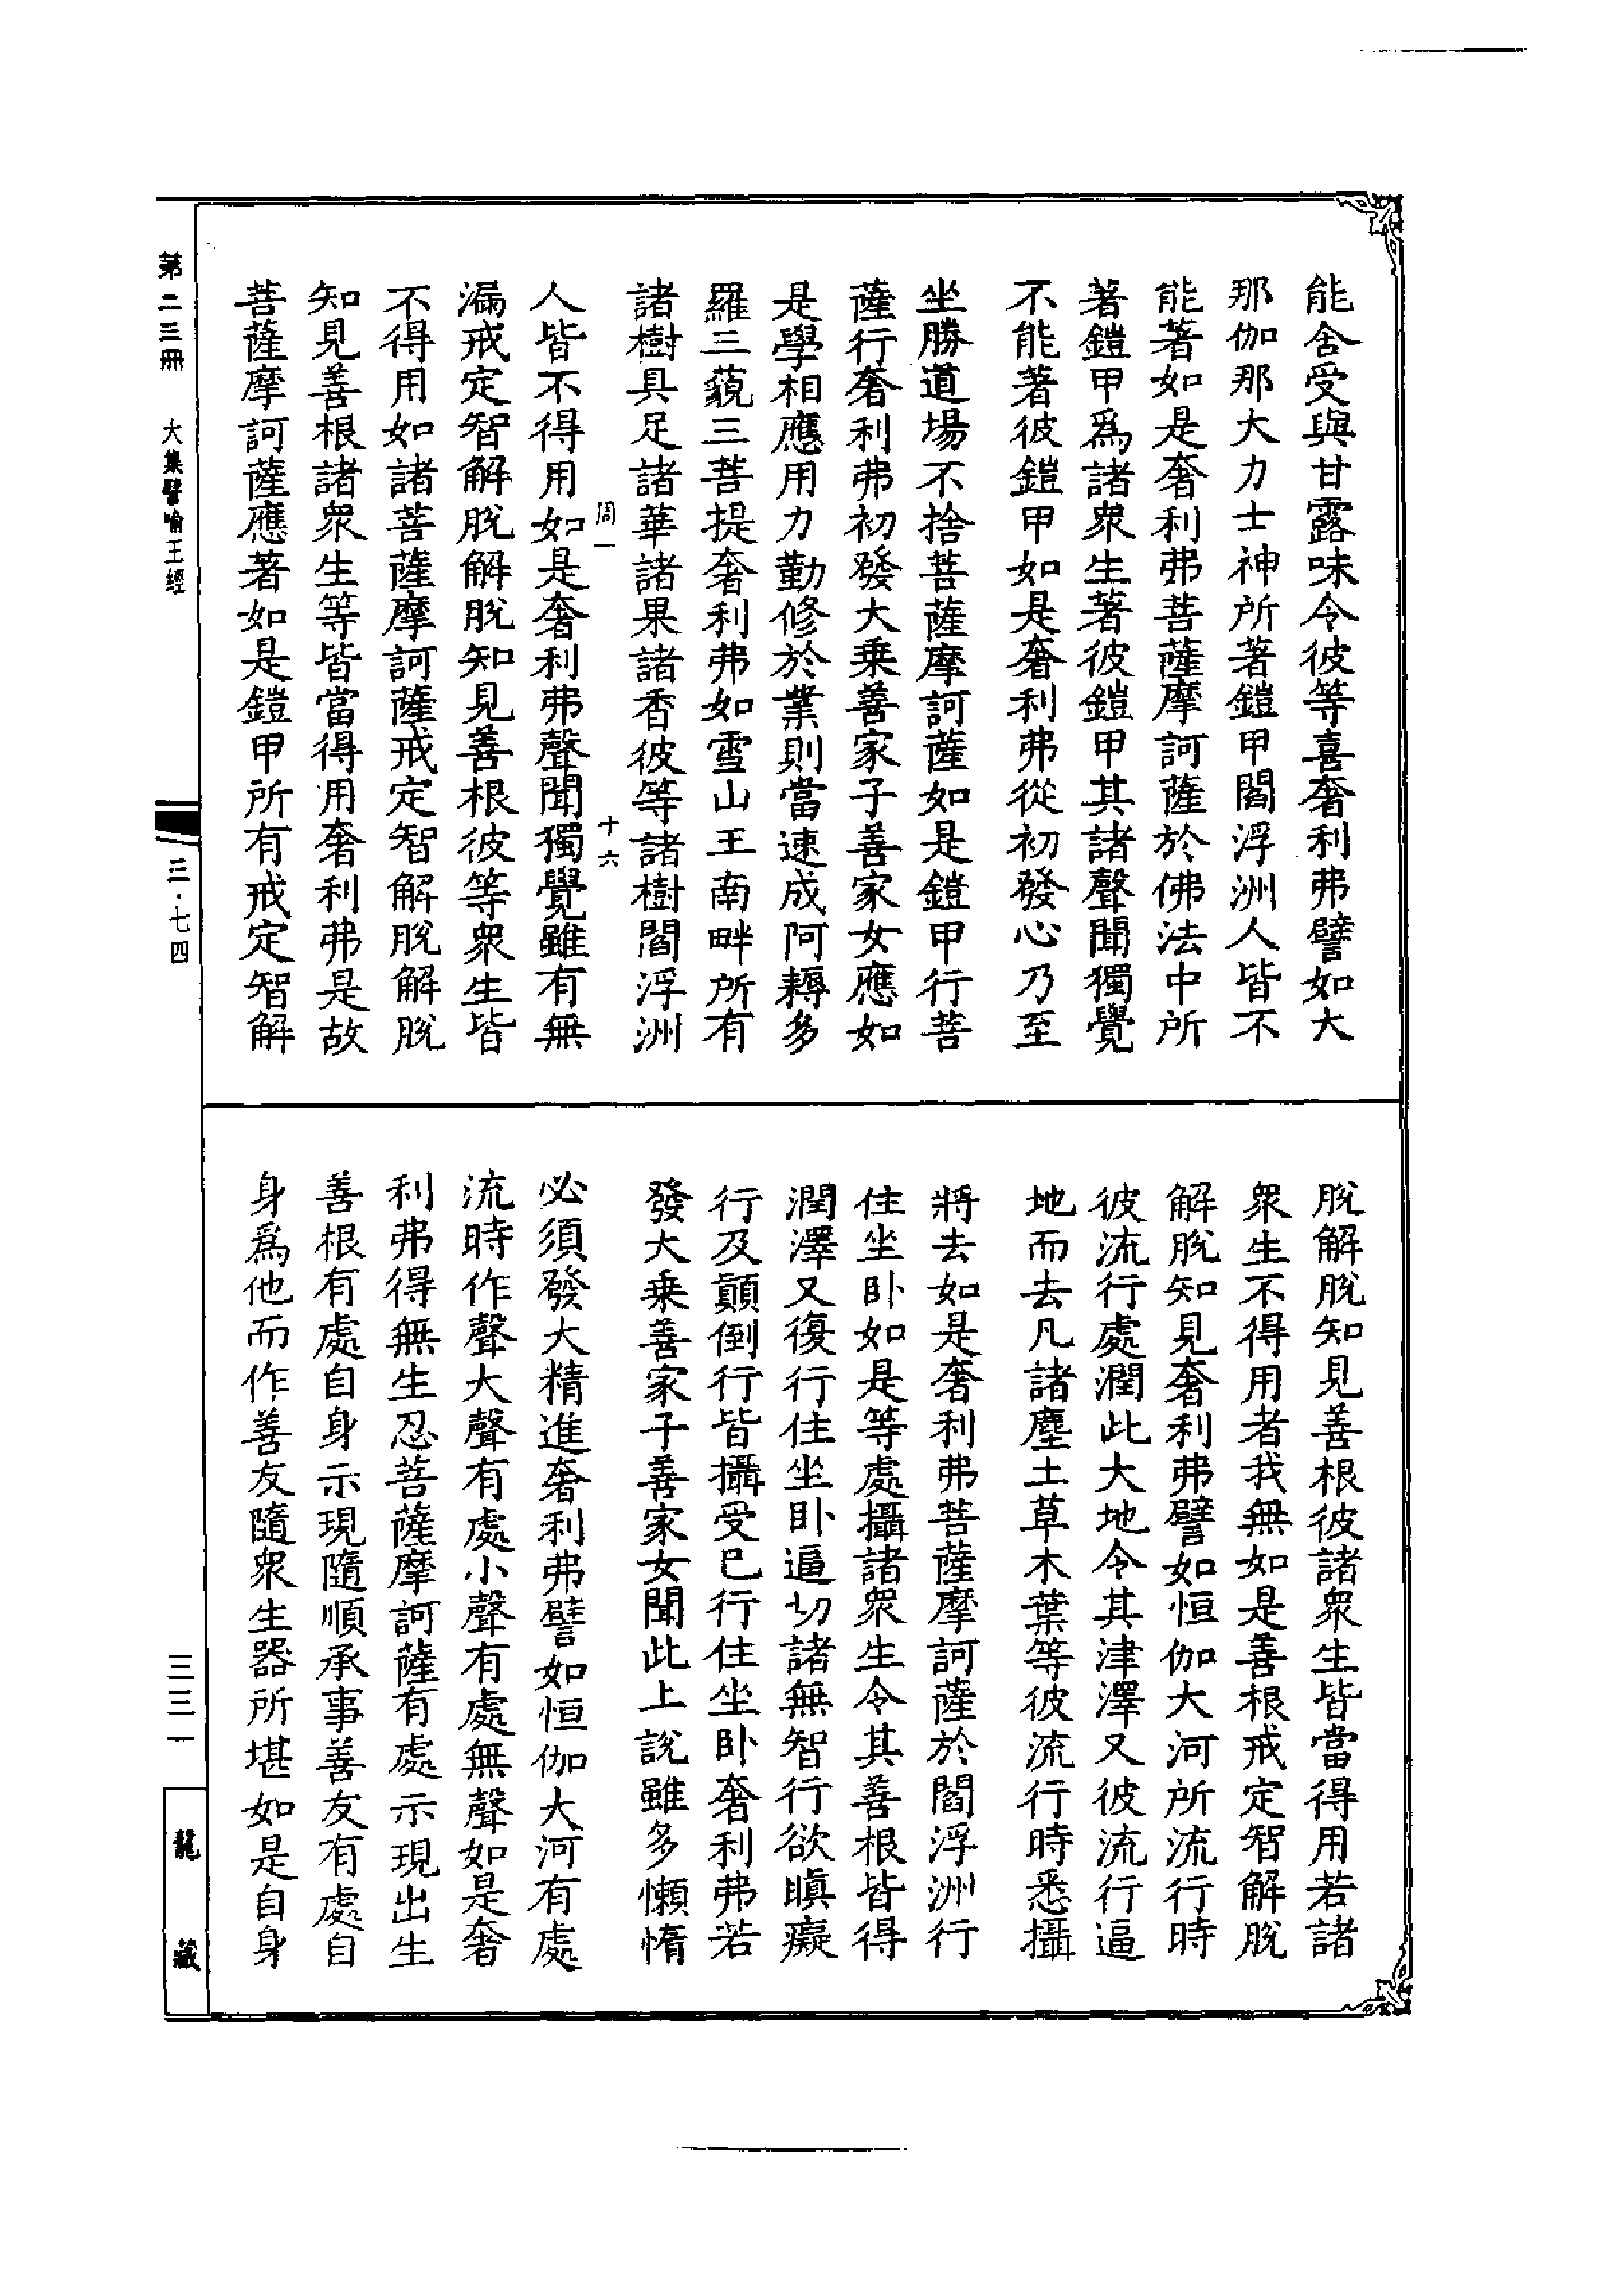 能含受與甘露味令彼等喜奢利弗譬如大
那伽那大力士神所著鎧甲閻浮洲人皆不
能著如是奢利弗菩薩摩訶薩於佛法中所
著鎧甲爲諸衆生著彼鎧甲其諸聲聞獨覺
不能著彼鎧甲如是奢利弗從初發心乃至
坐勝道場不捨菩薩摩訶薩如是鎧甲行菩
薩行奢利弗初發大乗善家子善家女應如
是學相應用力勤修於業則當速成阿耨多
羅三藐三菩提奢利弗如雪山王南畔所有
諸樹具足諸華諸果諸香彼等諸樹閻浮洲
周一 十六
人皆不得用如是奢利弗聲聞獨覺雖有無
漏戒定智解脫解脫知見善根彼等衆生皆
不得用如諸菩薩摩訶薩戒定智解脫解脫
知見善根諸衆生等皆當得用奢利弗是故
菩薩摩訶薩應著如是鎧甲所有戒定智解
脫解脫知見善根彼諸衆生皆當得用若諸
衆生不得用者我無如是善根戒定智解脫
解脫知見奢利弗譬如恒伽大河所流行時
彼流行處潤此大地令其津澤又彼流行逼
地而去凡諸塵土草木葉等彼流行時悉攝
將去如是奢利弗菩薩摩訶薩於閻浮洲行
住坐卧如是等處攝諸衆生令其善根皆得
潤澤又復行住坐卧逼切諸無智行欲瞋癡
行及顚倒行皆攝受已行住坐卧奢利弗若
發大乗善家子善家女聞此上説雖多懶惰
必須發大精進奢利弗譬如恒伽大河有處
流時作聲大聲有處小聲有處無聲如是奢
利弗得無生忍菩薩摩訶薩有處示現出生
善根有處自身示現隨順承事善友有處自
身爲他而作善友隨衆生器所堪如是自身
第二三冊 大集譬喻王經
三·七四
三三一
龍藏